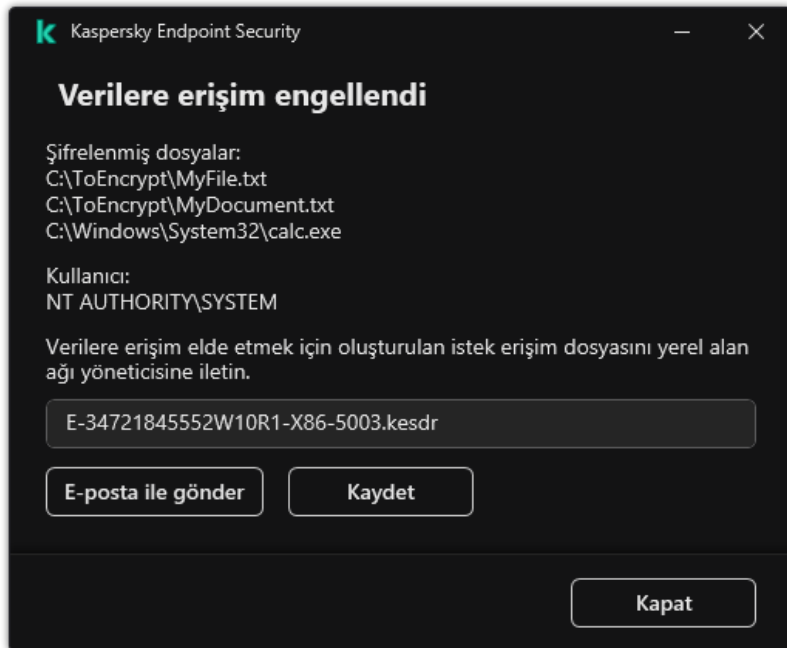 Kaspersky Endpoint Security
Verilere erişim engellendi
Şifrelenmiş dosyalar:
C:\ToEncrypt\MyFile.txt
C:\ToEncrypt\MyDocument.txt
C:\Windows\System32\calc.exe
Kullanıcı:
NT AUTHORITY\SYSTEM
Verilere erişim elde etmek için oluşturulan istek erişim dosyasını yerel alan
ağı yöneticisine iletin.
E-34721845552W10R1-X86-5003.kesdr
E-posta ile gönder Kaydet
Kapat